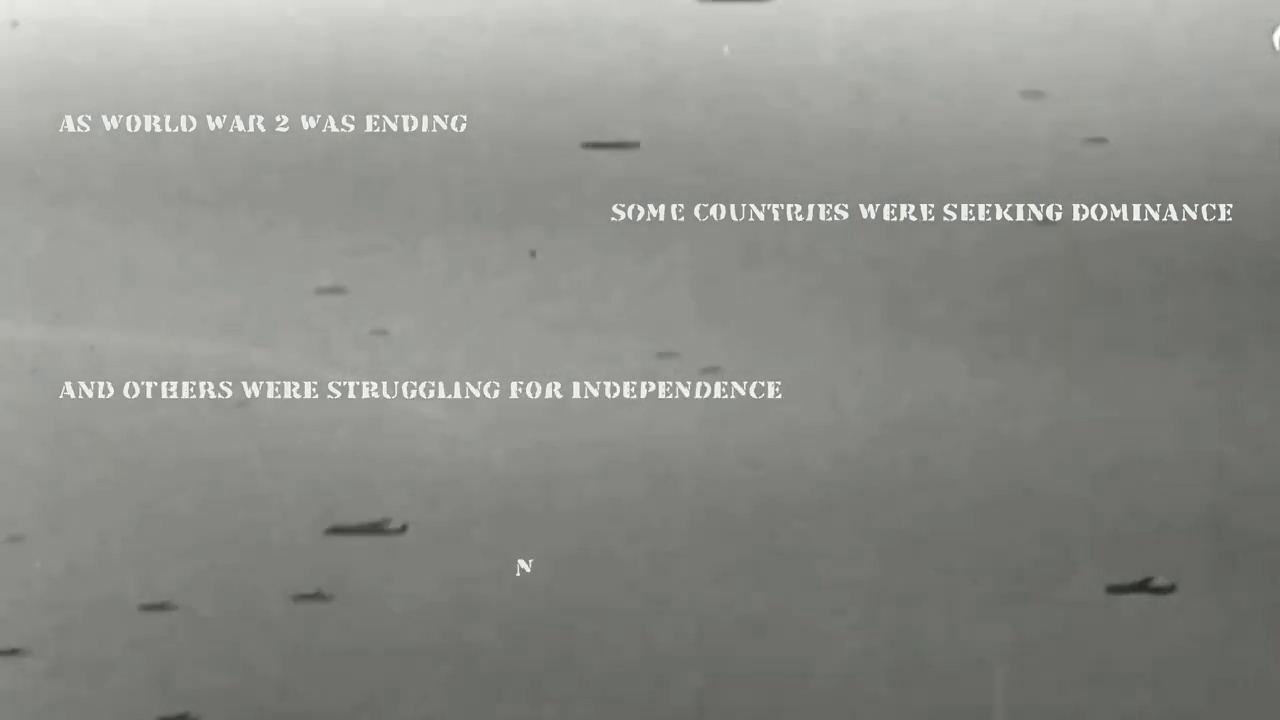 AS WORLD WAR 2 WAS ENDING
SOME COUNTRIES WERE SEEKING DOMINANCE
AND OTHERS WERE STRUGGLING FOR INDEPENDENCE
N